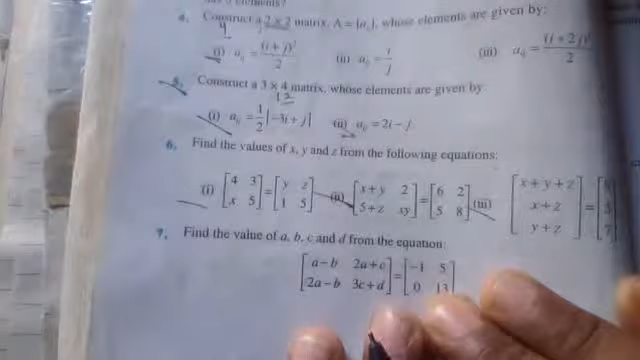 4. Construct a 2 × 2 matrix, A = [aᵢⱼ], whose elements are given by:
4
(i) aᵢⱼ = (i + j)²/2 (ii) aᵢⱼ = i/j (iii) aᵢⱼ = (i + 2j)²/2
5. Construct a 3 × 4 matrix, whose elements are given by
12
(i) aᵢⱼ = 1/2 |−3i + j| (ii) aᵢⱼ = 2i − j
6. Find the values of x, y and z from the following equations:
(i) [4 3; x 5] = [y z; 1 5] (ii) [x + y 2; 5 + z xy] = [6 2; 5 8] (iii) [x + y + z; x + z; y + z] =
7. Find the value of a, b, c and d from the equation:
[a − b 2a + c; 2a − b 3c + d] = [−1 5; 0 13]